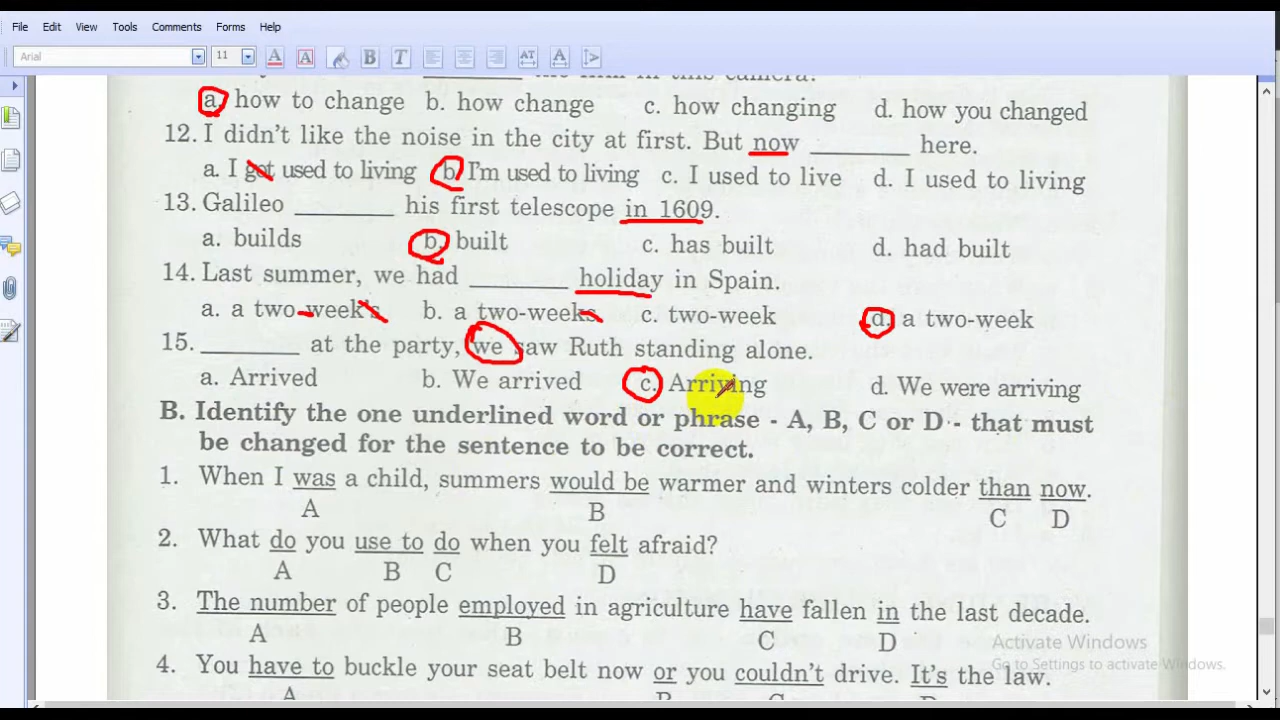 File Edit View Tools Comments Forms Help
Arial 11
a. how to change b. how change c. how changing d. how you changed
12. I didn't like the noise in the city at first. But now ________ here.
a. I got used to living b. I'm used to living c. I used to live d. I used to living
13. Galileo ________ his first telescope in 1609.
a. builds b. built c. has built d. had built
14. Last summer, we had ________ holiday in Spain.
a. a two-week's b. a two-weeks c. two-week d. a two-week
15. ________ at the party, we saw Ruth standing alone.
a. Arrived b. We arrived c. Arriving d. We were arriving
B. Identify the one underlined word or phrase - A, B, C or D - that must
be changed for the sentence to be correct.
1. When I was a child, summers would be warmer and winters colder than now.
A B C D
2. What do you use to do when you felt afraid?
A B C D
3. The number of people employed in agriculture have fallen in the last decade.
A B C D
4. You have to buckle your seat belt now or you couldn't drive. It's the law.
A
Activate Windows
Go to Settings to activate Windows.